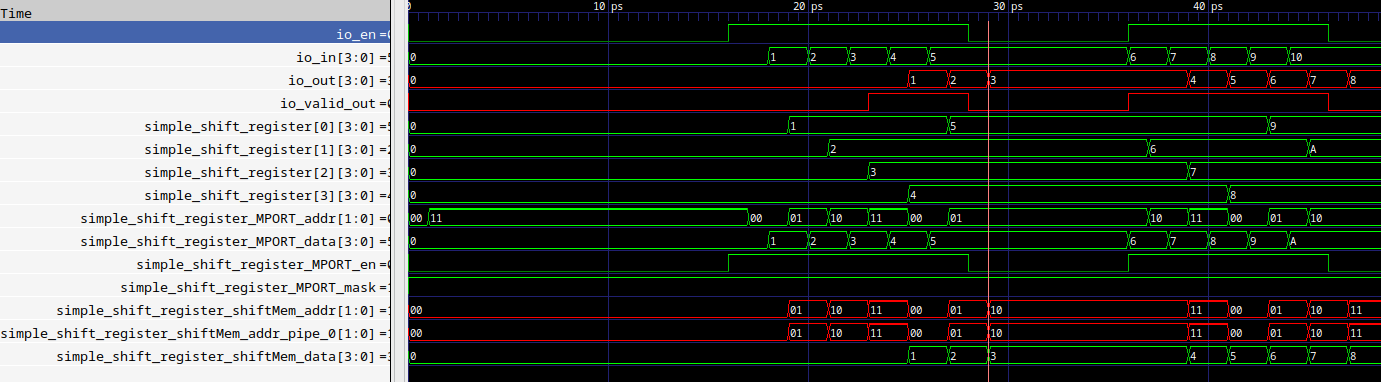 Time 0 10 ps 20 ps 30 ps 40 ps
io_en =0
io_in[3:0] =5 0 1 2 3 4 5 6 7 8 9 10
io_out[3:0] =3 0 1 2 3 4 5 6 7 8
io_valid_out =0
simple_shift_register[0][3:0] =5 0 1 5 9
simple_shift_register[1][3:0] =2 0 2 6 A
simple_shift_register[2][3:0] =3 0 3 7
simple_shift_register[3][3:0] =4 0 4 8
simple_shift_register_MPORT_addr[1:0] =0 00 11 00 01 10 11 00 01 10 11 00 01 10
simple_shift_register_MPORT_data[3:0] =5 0 1 2 3 4 5 6 7 8 9 A
simple_shift_register_MPORT_en =0
simple_shift_register_MPORT_mask =1
simple_shift_register_shiftMem_addr[1:0] =1 00 01 10 11 00 01 10 11 00 01 10 11
simple_shift_register_shiftMem_addr_pipe_0[1:0] =1 00 01 10 11 00 01 10 11 00 01 10 11
simple_shift_register_shiftMem_data[3:0] =3 0 1 2 3 4 5 6 7 8